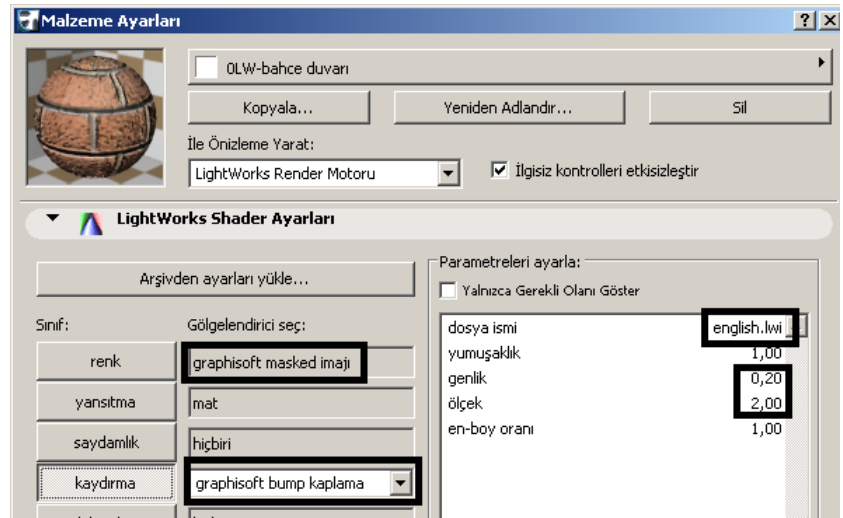 Malzeme Ayarları
0LW-bahce duvarı
Kopyala...
Yeniden Adlandır...
Sil
İle Önizleme Yarat:
LightWorks Render Motoru
İlgisiz kontrolleri etkisizleştir
LightWorks Shader Ayarları
Arşivden ayarları yükle...
Sınıf:
Gölgelendirici seç:
renk
graphisoft masked imajı
yansıtma
mat
saydamlık
hiçbiri
kaydırma
graphisoft bump kaplama
Parametreleri ayarla:
Yalnızca Gerekli Olanı Göster
dosya ismi english.lwi
yumuşaklık 1,00
genlik 0,20
ölçek 2,00
en-boy oranı 1,00